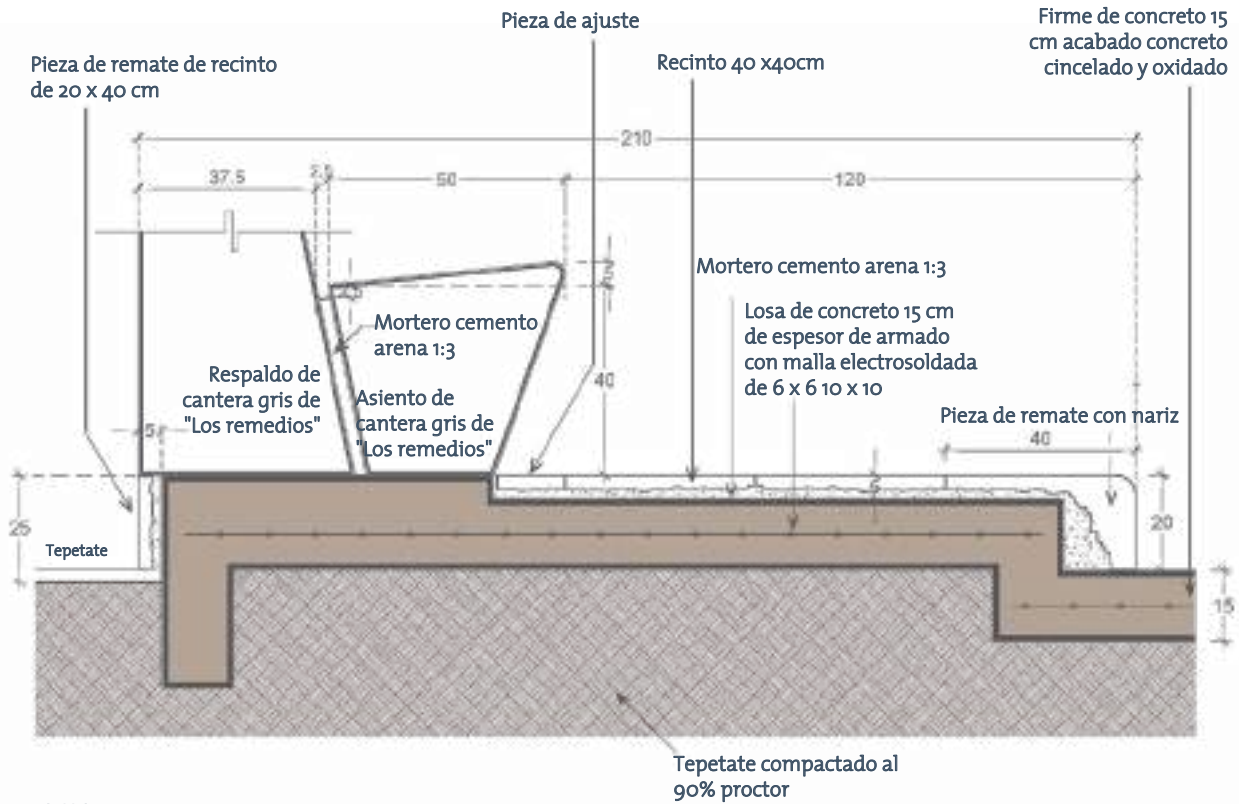 Pieza de ajuste
Firme de concreto 15
cm acabado concreto
cincelado y oxidado
Pieza de remate de recinto
de 20 x 40 cm
Recinto 40 x40cm
210
37.5
50
120
Mortero cemento arena 1:3
Losa de concreto 15 cm
de espesor de armado
con malla electrosoldada
de 6 x 6 10 x 10
Mortero cemento
arena 1:3
Respaldo de
cantera gris de
"Los remedios"
Asiento de
cantera gris de
"Los remedios"
40
Pieza de remate con nariz
40
5
25
20
Tepetate
15
Tepetate compactado al
90% proctor